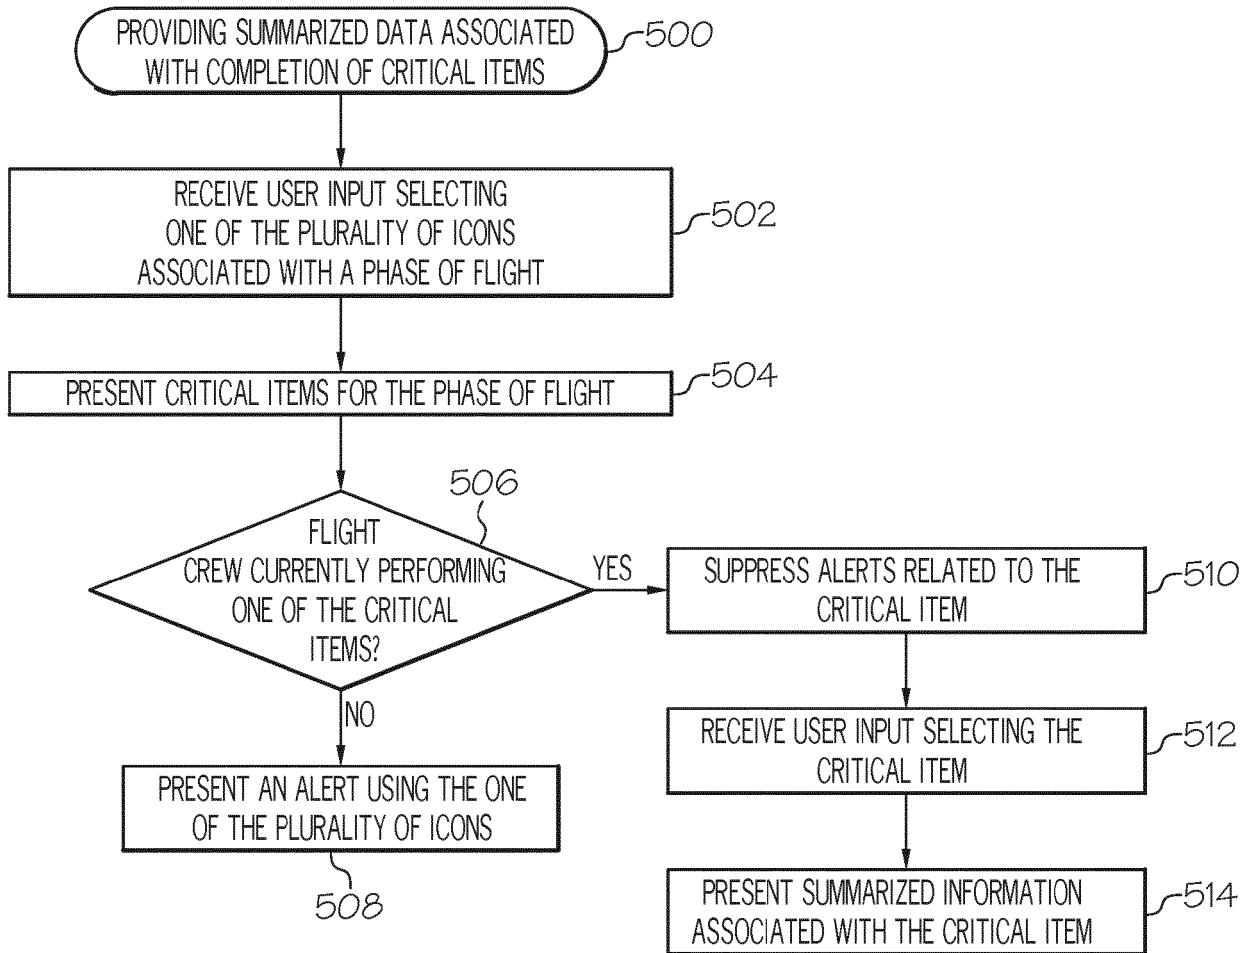 PROVIDING SUMMARIZED DATA ASSOCIATED
WITH COMPLETION OF CRITICAL ITEMS
500
RECEIVE USER INPUT SELECTING
ONE OF THE PLURALITY OF ICONS
ASSOCIATED WITH A PHASE OF FLIGHT
502
PRESENT CRITICAL ITEMS FOR THE PHASE OF FLIGHT
504
506
FLIGHT
CREW CURRENTLY PERFORMING
ONE OF THE CRITICAL
ITEMS?
YES
SUPPRESS ALERTS RELATED TO THE
CRITICAL ITEM
510
NO
RECEIVE USER INPUT SELECTING THE
CRITICAL ITEM
512
PRESENT AN ALERT USING THE ONE
OF THE PLURALITY OF ICONS
508
PRESENT SUMMARIZED INFORMATION
ASSOCIATED WITH THE CRITICAL ITEM
514